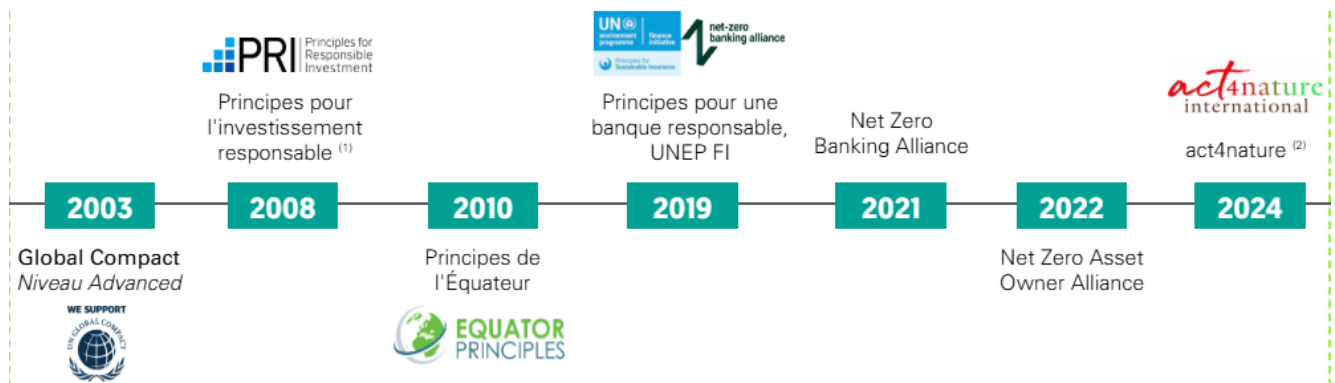 PRI
Principles for
Responsible
Investment
Principes pour
l'investissement
responsable (1)
UN
environment
programme
finance
initiative
Principles for
Sustainable Insurance
net-zero
banking alliance
Principes pour une
banque responsable,
UNEP FI
Net Zero
Banking Alliance
act4nature
international
act4nature (2)
2003
2008
2010
2019
2021
2022
2024
Global Compact
Niveau Advanced
WE SUPPORT
UN GLOBAL COMPACT
Principes de
l'Équateur
EQUATOR
PRINCIPLES
Net Zero Asset
Owner Alliance